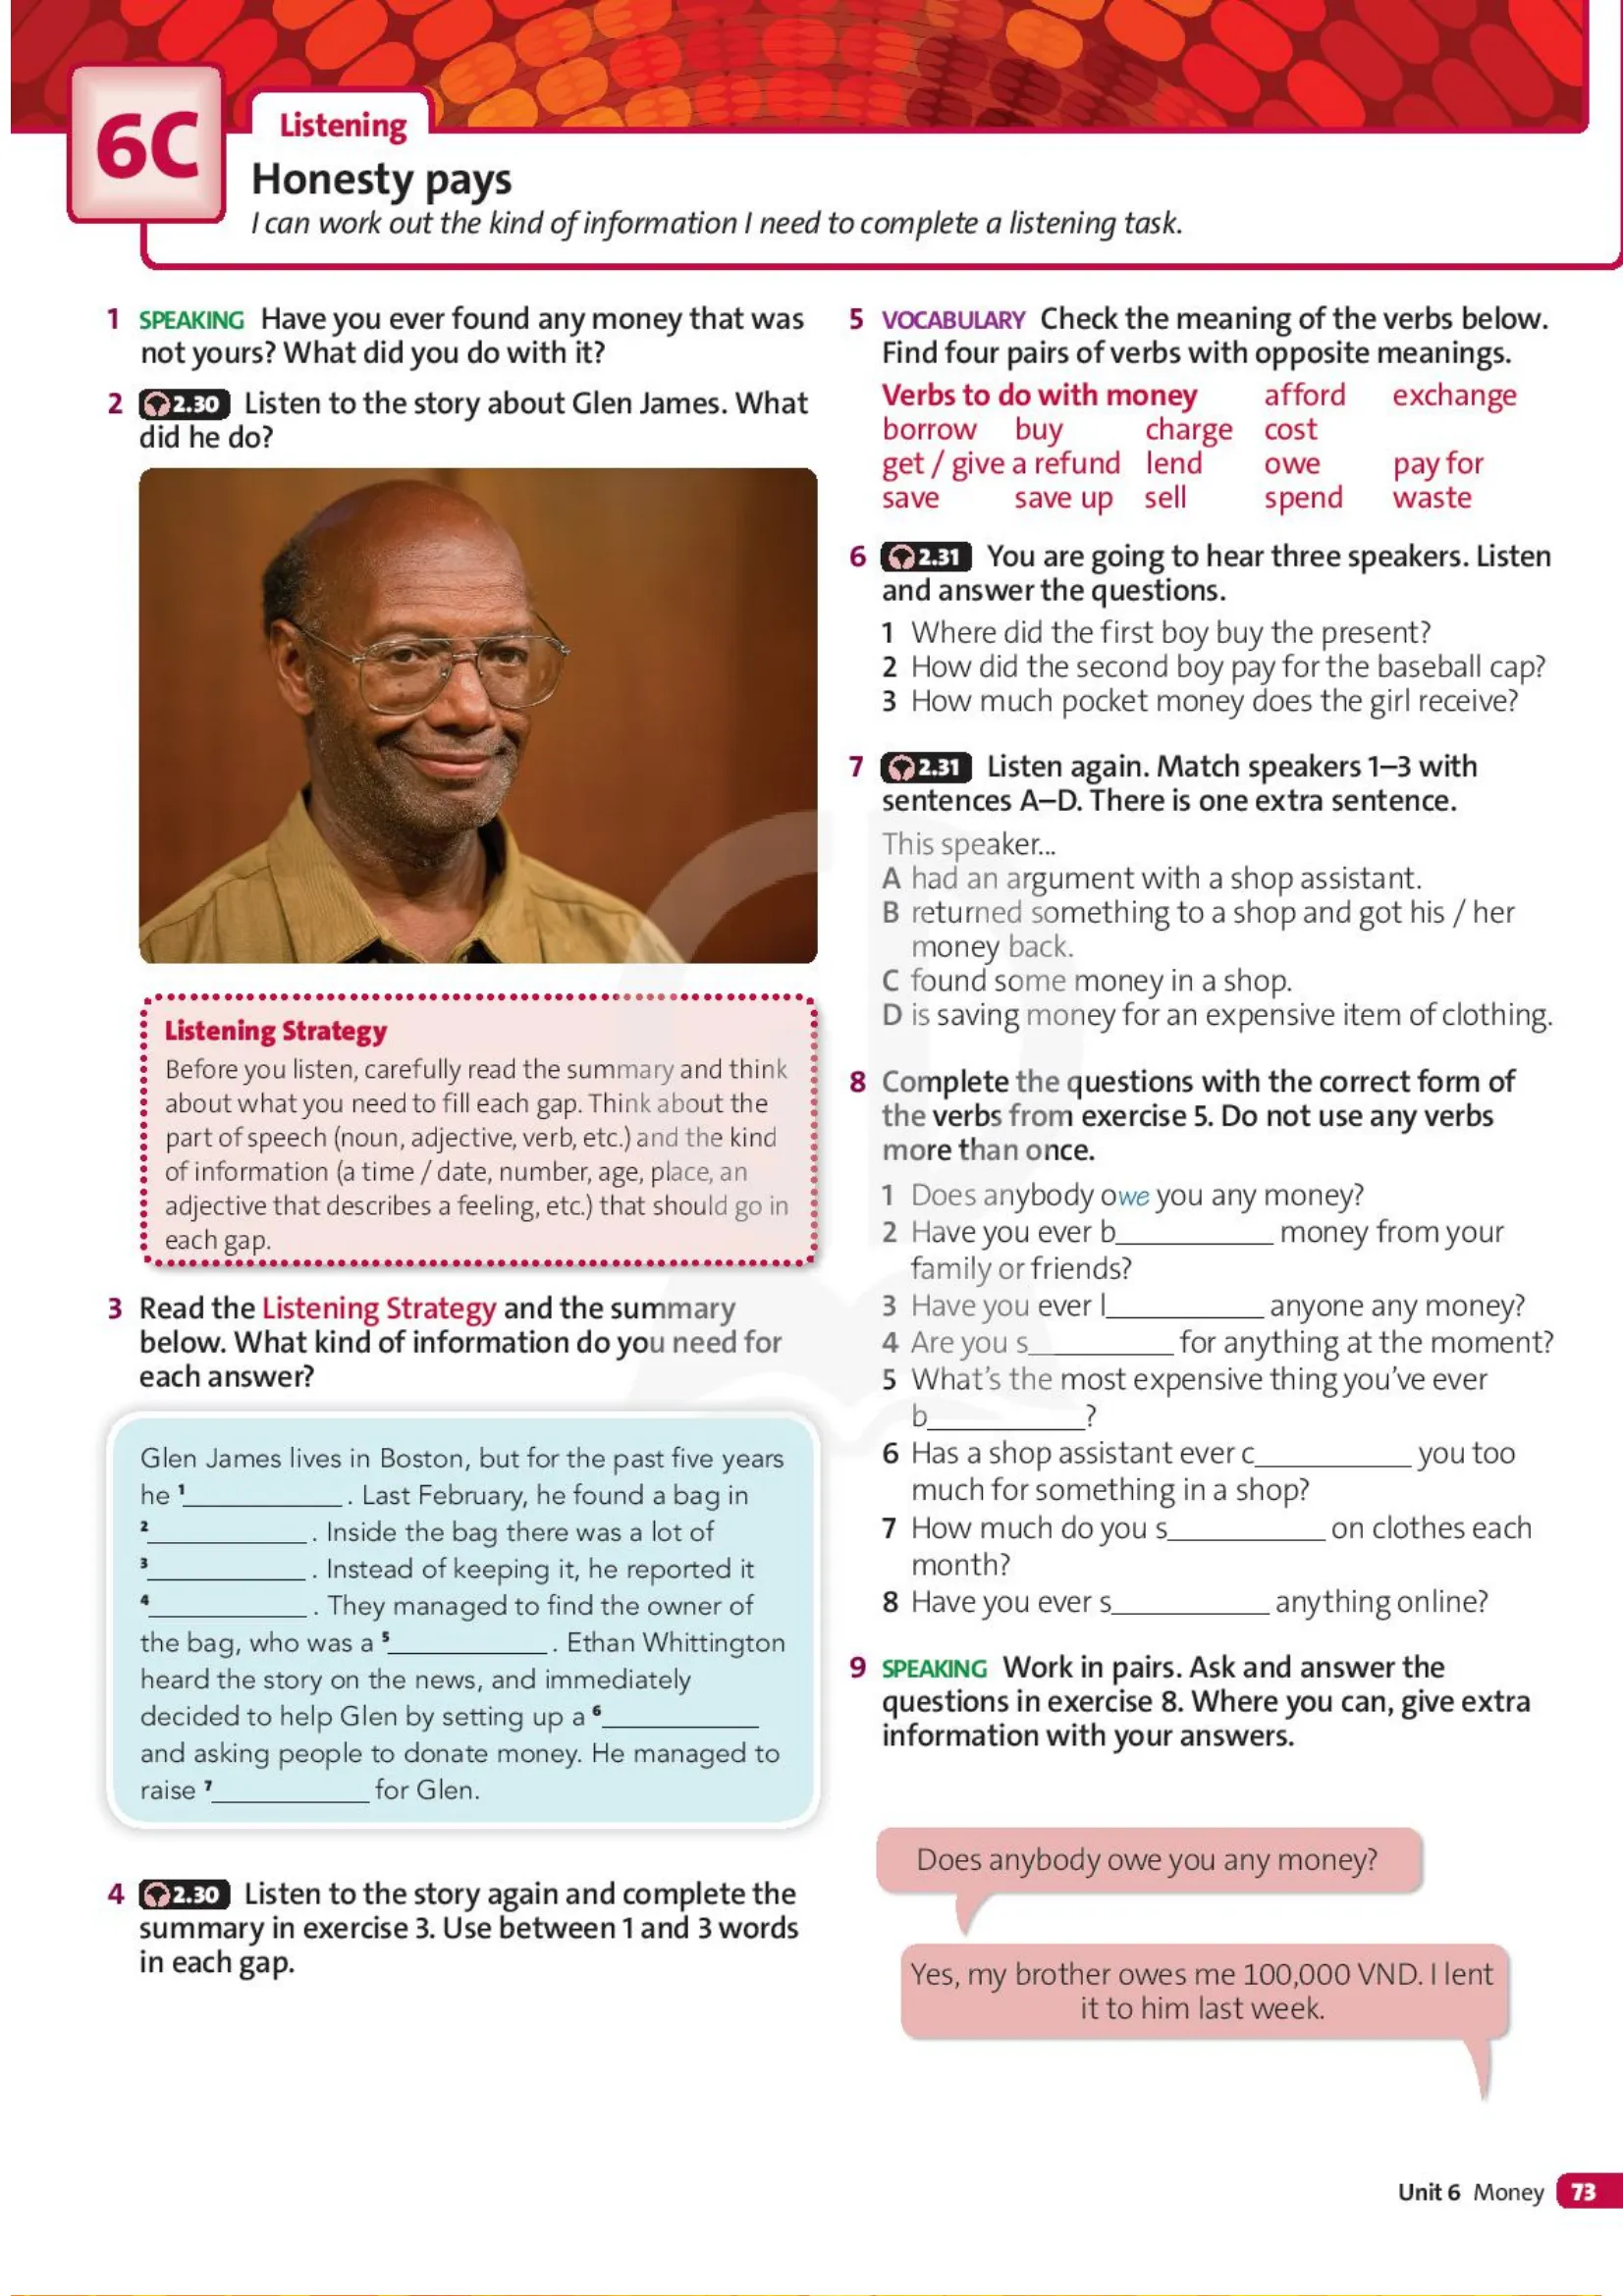 6C
Listening
Honesty pays
I can work out the kind of information I need to complete a listening task.
1 SPEAKING Have you ever found any money that was
not yours? What did you do with it?
2 2.30 Listen to the story about Glen James. What
did he do?
Listening Strategy
Before you listen, carefully read the summary and think
about what you need to fill each gap. Think about the
part of speech (noun, adjective, verb, etc.) and the kind
of information (a time / date, number, age, place, an
adjective that describes a feeling, etc.) that should go in
each gap.
3 Read the Listening Strategy and the summary
below. What kind of information do you need for
each answer?
Glen James lives in Boston, but for the past five years
he 1____________. Last February, he found a bag in
2____________. Inside the bag there was a lot of
3____________. Instead of keeping it, he reported it
4____________. They managed to find the owner of
the bag, who was a 5____________. Ethan Whittington
heard the story on the news, and immediately
decided to help Glen by setting up a 6____________
and asking people to donate money. He managed to
raise 7____________ for Glen.
4 2.30 Listen to the story again and complete the
summary in exercise 3. Use between 1 and 3 words
in each gap.
5 VOCABULARY Check the meaning of the verbs below.
Find four pairs of verbs with opposite meanings.
Verbs to do with money afford exchange
borrow buy charge cost
get / give a refund lend owe pay for
save save up sell spend waste
6 2.31 You are going to hear three speakers. Listen
and answer the questions.
1 Where did the first boy buy the present?
2 How did the second boy pay for the baseball cap?
3 How much pocket money does the girl receive?
7 2.31 Listen again. Match speakers 1–3 with
sentences A–D. There is one extra sentence.
This speaker...
A had an argument with a shop assistant.
B returned something to a shop and got his / her
money back.
C found some money in a shop.
D is saving money for an expensive item of clothing.
8 Complete the questions with the correct form of
the verbs from exercise 5. Do not use any verbs
more than once.
1 Does anybody owe you any money?
2 Have you ever b____________ money from your
family or friends?
3 Have you ever l____________ anyone any money?
4 Are you s____________ for anything at the moment?
5 What's the most expensive thing you've ever
b____________?
6 Has a shop assistant ever c____________ you too
much for something in a shop?
7 How much do you s____________ on clothes each
month?
8 Have you ever s____________ anything online?
9 SPEAKING Work in pairs. Ask and answer the
questions in exercise 8. Where you can, give extra
information with your answers.
Does anybody owe you any money?
Yes, my brother owes me 100,000 VND. I lent
it to him last week.
Unit 6 Money 73